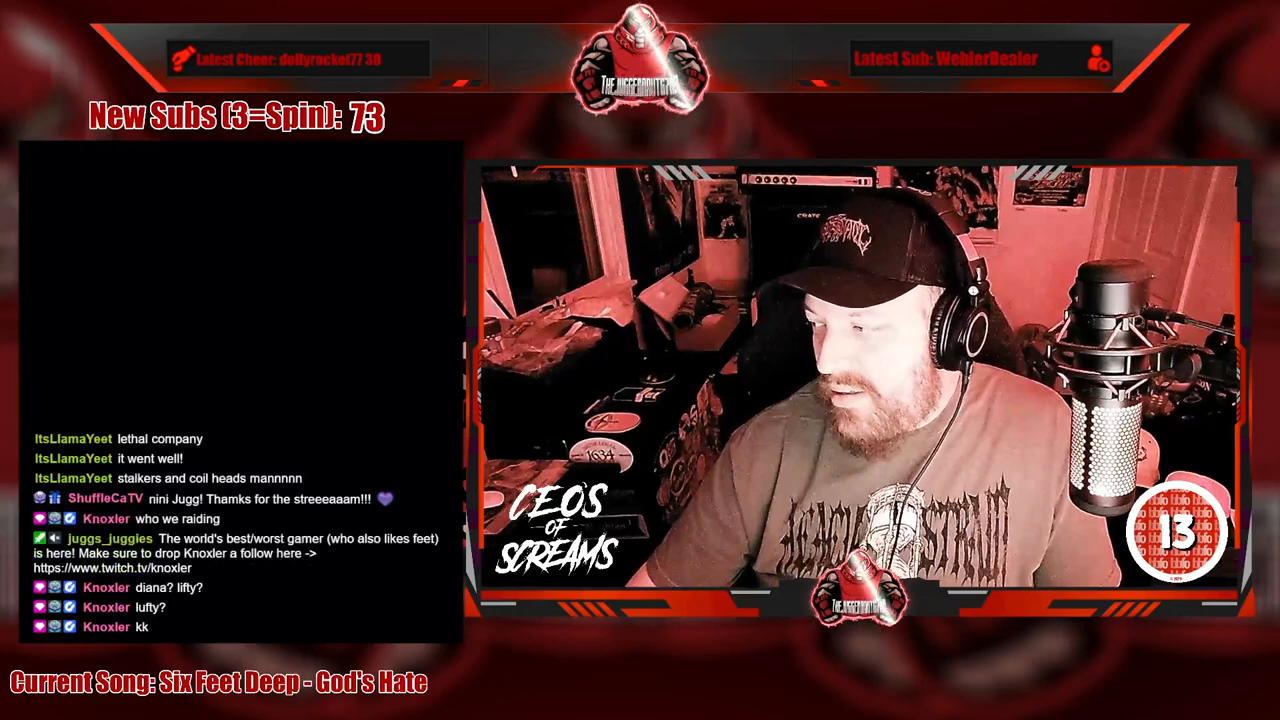 Latest Cheer: dollyrocket77 30
Latest Sub: WehlerDealer
New Subs (3=Spin): 73
ItsLlamaYeet lethal company
ItsLlamaYeet it went well!
ItsLlamaYeet stalkers and coil heads mannnnn
ShuffleCaTV nini Jugg! Thamks for the streeeaaam!!!
Knoxler who we raiding
juggs_juggies The world's best/worst gamer (who also likes feet)
is here! Make sure to drop Knoxler a follow here ->
https://www.twitch.tv/knoxler
Knoxler diana? lifty?
Knoxler lufty?
Knoxler kk
CRATE
1634
CEO'S
OF
SCREAMS
13
Current Song: Six Feet Deep - God's Hate